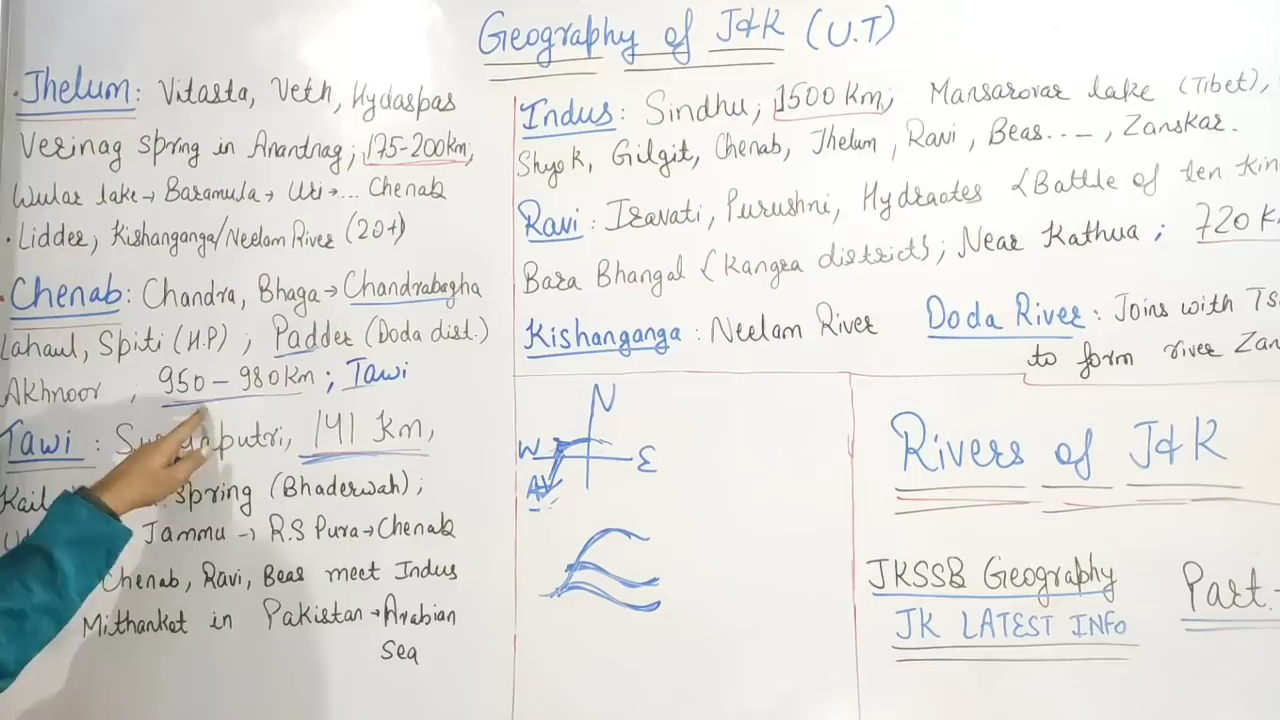 Geography of J&K (U.T)
• Jhelum: Vitasta, Veth, Hydaspas
Verinag spring in Anantnag; 175-200km;
Wular lake → Baramula → Uri → .... Chenab
• Lidder, Kishanganga/Neelam River (20+)
• Chenab: Chandra, Bhaga → Chandrabagha
Lahaul, Spiti (H.P) ; Padder (Doda dist.)
Akhnoor , 950 - 980km ; Tawi
Tawi : putri, 141 Km,
spring (Bhaderwah) ;
Jammu → R.S Pura → Chenab
Chenab, Ravi, Beas meet Indus
Mithanket in Pakistan → Arabian
Sea
Indus : Sindhu, 1500 Km, Mansarovar lake (Tibet),
Shyok, Gilgit, Chenab, Jhelum, Ravi, Beas...., Zanskar.
Ravi : Iravati, Purushni, Hydraotes (Battle of ten Kin
Bara Bhangal (Kangra district); Near Kathua ; 720 K
Kishanganga : Neelam River
Doda River : Joins with Ts
to form river Zan
N
W
E
Rivers of J&K
JKSSB Geography
JK LATEST INFO
Part-